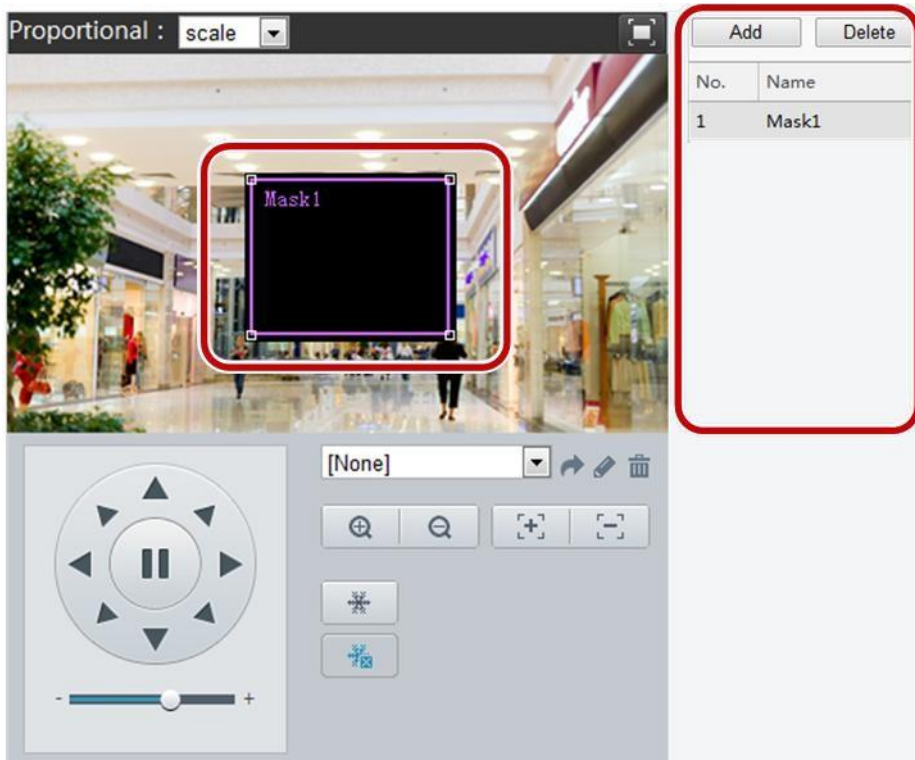 Proportional : scale
Add Delete
No. Name
1 Mask1
Mask1
[None]
- +